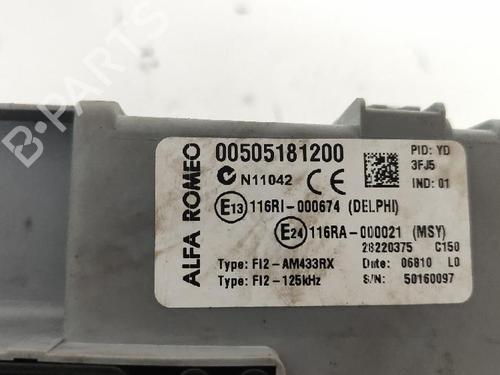 B-PARTS
ALFA ROMEO
00505181200
PID: YD
3FJ5
IND: 01
N11042 CE
E13 116RI-000674 (DELPHI)
E24 116RA-000021 (MSY)
28220375 C150
Type: FI2-AM433RX
Date: 06810 L0
Type: FI2-125kHz
S/N: 50160097